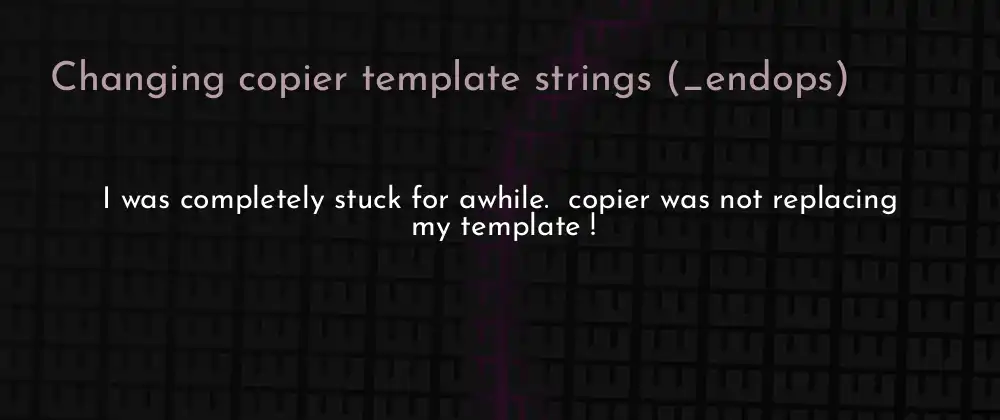 Changing copier template strings (_endops)
I was completely stuck for awhile.  copier was not replacing
my template !